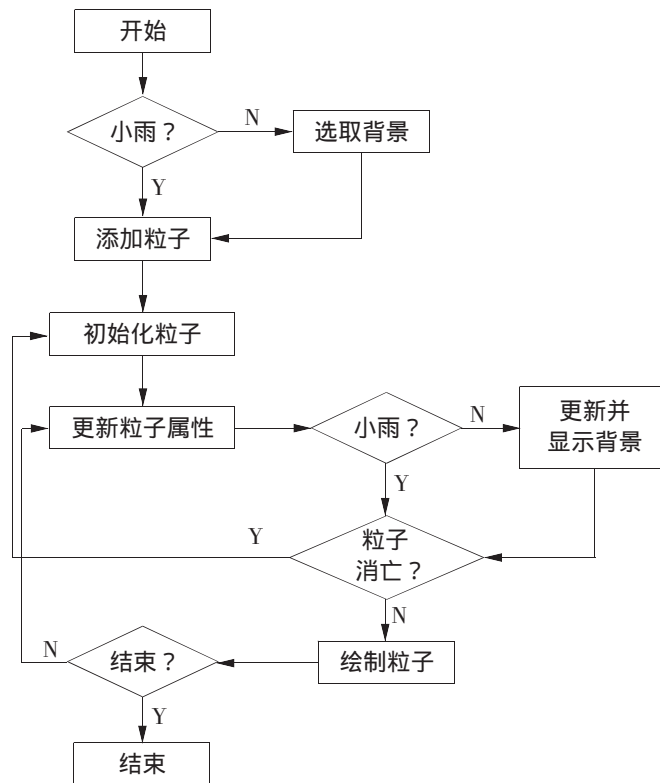 开始
小雨？
N
选取背景
Y
添加粒子
初始化粒子
更新粒子属性
小雨？
N
更新并
显示背景
Y
粒子
消亡？
Y
N
绘制粒子
结束？
N
Y
结束